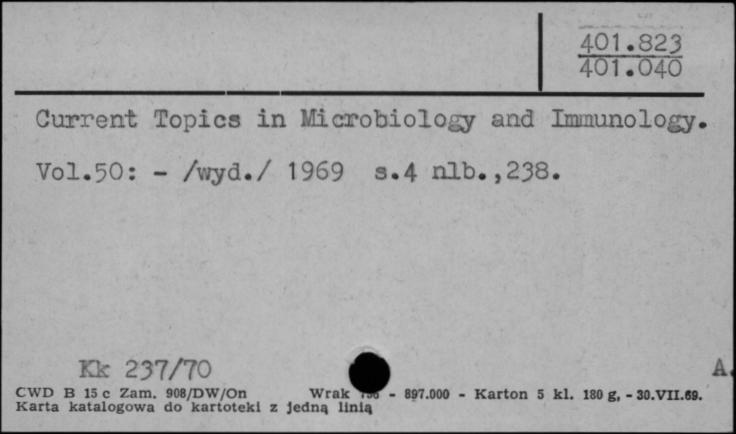 401.823
401.040
Current Topics in Microbiology and Immunology.
Vol.50: - /wyd./ 1969 s.4 nlb.,238.
Kk 237/70
A.
CWD B 15 c Zam. 908/DW/On Wrak - 897.000 - Karton 5 kl. 180 g, - 30.VII.69.
Karta katalogowa do kartoteki z jedną linią